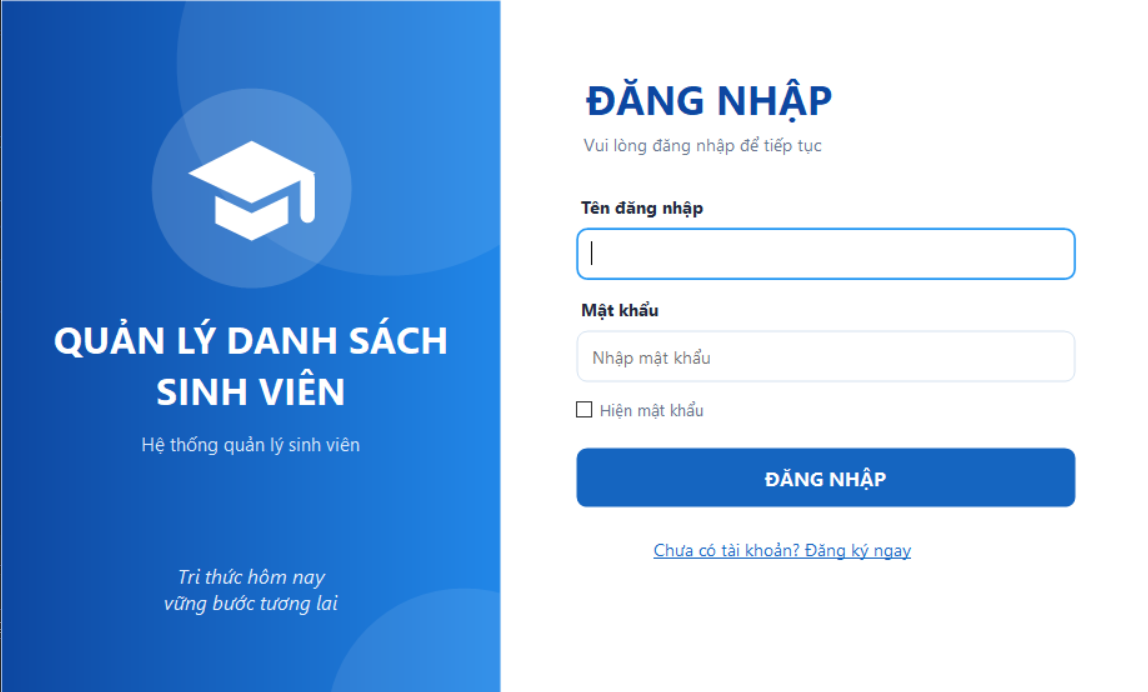 QUẢN LÝ DANH SÁCH
SINH VIÊN
Hệ thống quản lý sinh viên
Tri thức hôm nay
vững bước tương lai
ĐĂNG NHẬP
Vui lòng đăng nhập để tiếp tục
Tên đăng nhập
Mật khẩu
Nhập mật khẩu
Hiện mật khẩu
ĐĂNG NHẬP
Chưa có tài khoản? Đăng ký ngay